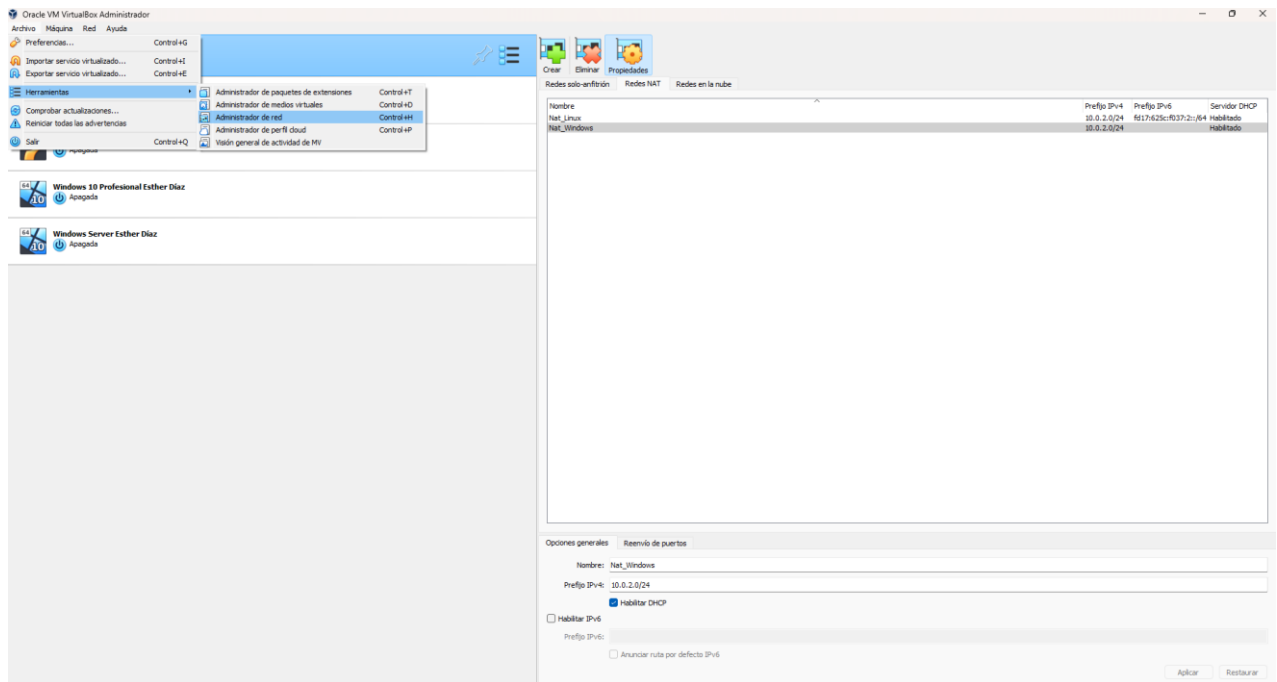 Oracle VM VirtualBox Administrador
Archivo Máquina Red Ayuda
Preferencias... Control+G
Importar servicio virtualizado... Control+I
Exportar servicio virtualizado... Control+E
Herramientas
Comprobar actualizaciones...
Reiniciar todas las advertencias
Salir Control+Q
Administrador de paquetes de extensiones Control+T
Administrador de medios virtuales Control+D
Administrador de red Control+H
Administrador de perfil cloud Control+P
Visión general de actividad de MV
64
10
Windows 10 Profesional Esther Díaz
Apagada
64
10
Windows Server Esther Díaz
Apagada
Crear Eliminar Propiedades
Redes solo-anfitrión Redes NAT Redes en la nube
Nombre Prefijo IPv4 Prefijo IPv6 Servidor DHCP
Nat_Linux 10.0.2.0/24 fd17:625c:f037:2::/64 Habilitado
Nat_Windows 10.0.2.0/24 Habilitado
Opciones generales Reenvío de puertos
Nombre: Nat_Windows
Prefijo IPv4: 10.0.2.0/24
Habilitar DHCP
Habilitar IPv6
Prefijo IPv6:
Anunciar ruta por defecto IPv6
Aplicar Restaurar